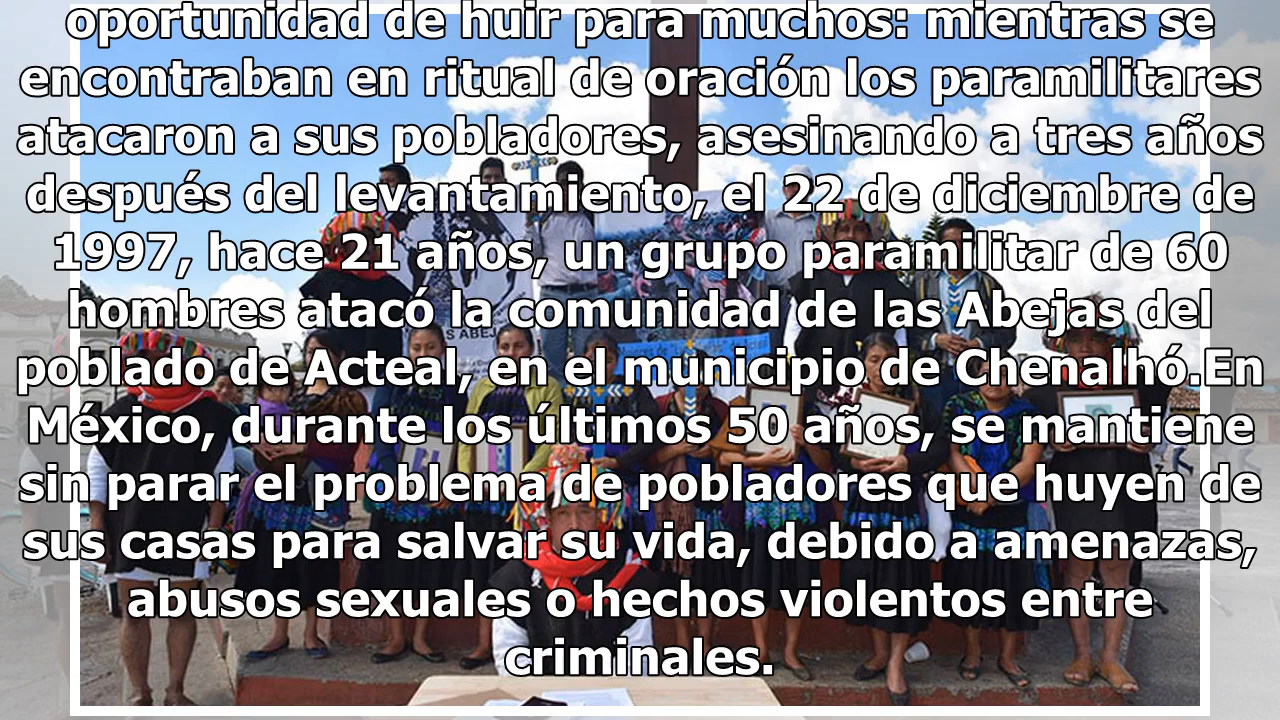 oportunidad de huir para muchos: mientras se
encontraban en ritual de oración los paramilitares
atacaron a sus pobladores, asesinando a tres años
después del levantamiento, el 22 de diciembre de
1997, hace 21 años, un grupo paramilitar de 60
hombres atacó la comunidad de las Abejas del
poblado de Acteal, en el municipio de Chenalhó.En
México, durante los últimos 50 años, se mantiene
sin parar el problema de pobladores que huyen de
sus casas para salvar su vida, debido a amenazas,
abusos sexuales o hechos violentos entre
criminales.